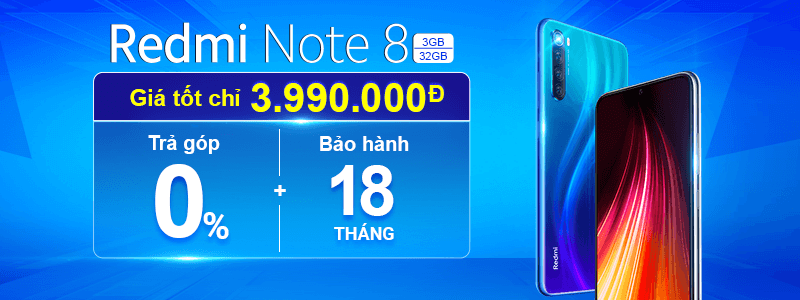 Redmi Note 8 3GB
32GB
Giá tốt chỉ 3.990.000Đ
Trả góp
0%
+
Bảo hành
18
THÁNG
Redmi